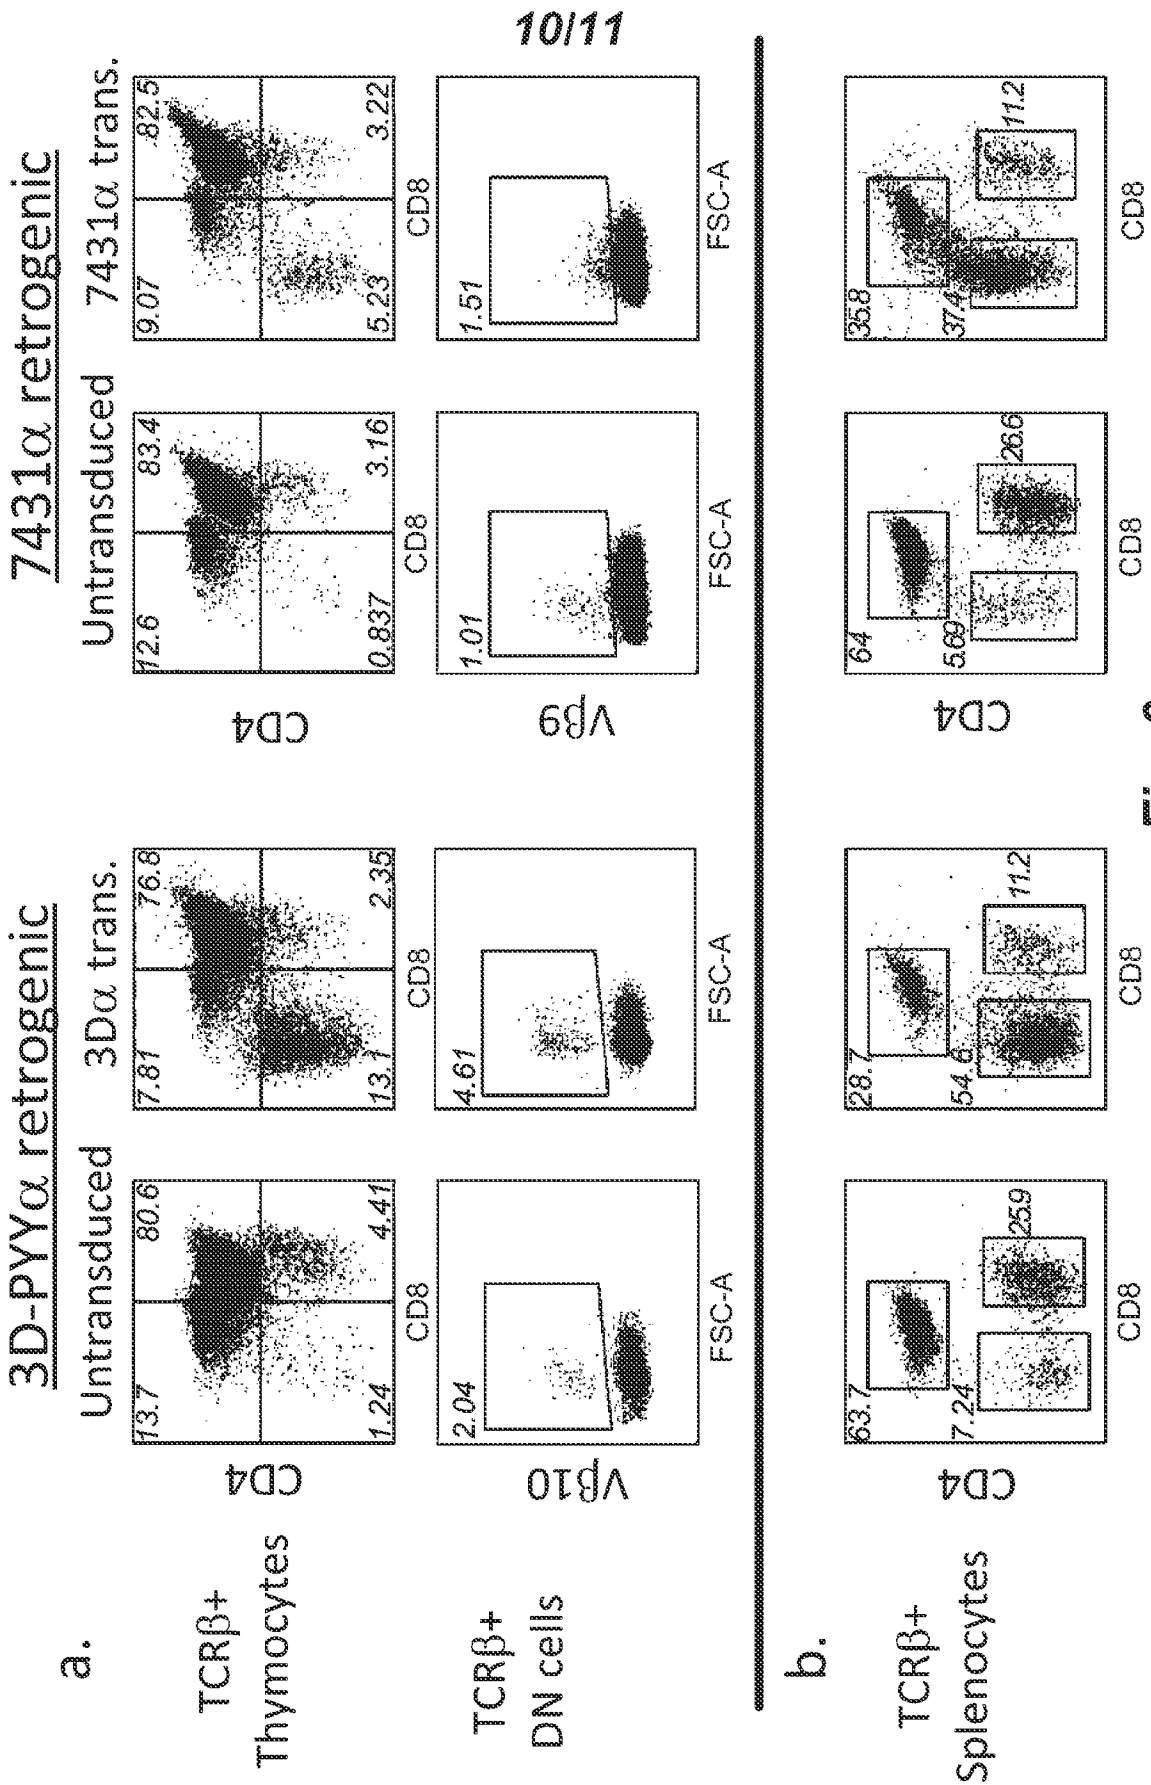 10/11
3D-PYYα retrogenic
7431α retrogenic
Untransduced
3Dα trans.
Untransduced
7431α trans.
a.
TCRβ+
Thymocytes
CD4
13.7
80.6
1.24
4.41
CD8
7.81
76.8
13.1
2.35
CD8
CD4
12.6
83.4
0.837
3.16
CD8
9.07
82.5
5.23
3.22
CD8
TCRβ+
DN cells
Vβ10
2.04
FSC-A
4.61
FSC-A
Vβ9
1.01
FSC-A
1.51
FSC-A
b.
TCRβ+
Splenocytes
CD4
63.7
7.24
25.9
CD8
28.7
54.6
11.2
CD8
CD4
64
5.69
26.6
CD8
35.8
37.4
11.2
CD8